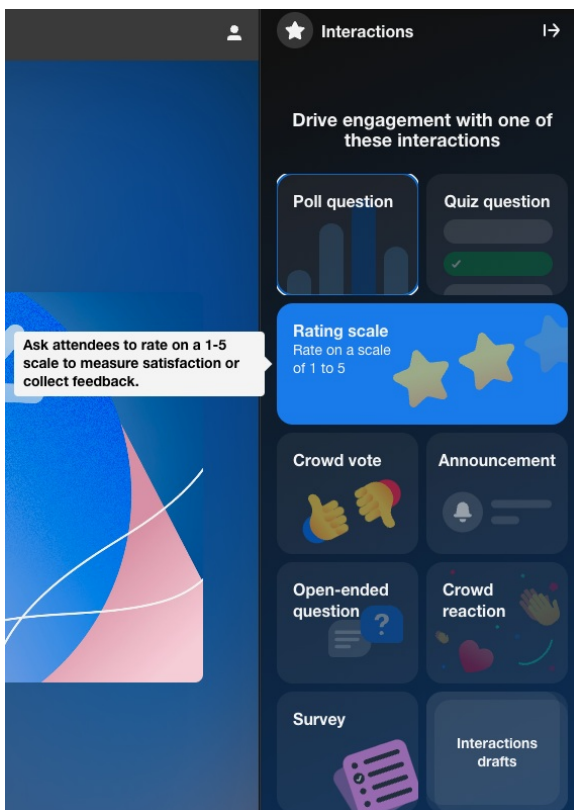 Interactions
Drive engagement with one of
these interactions
Poll question
Quiz question
Ask attendees to rate on a 1-5
scale to measure satisfaction or
collect feedback.
Rating scale
Rate on a scale
of 1 to 5
Crowd vote
Announcement
Open-ended
question
?
Crowd
reaction
Survey
Interactions
drafts